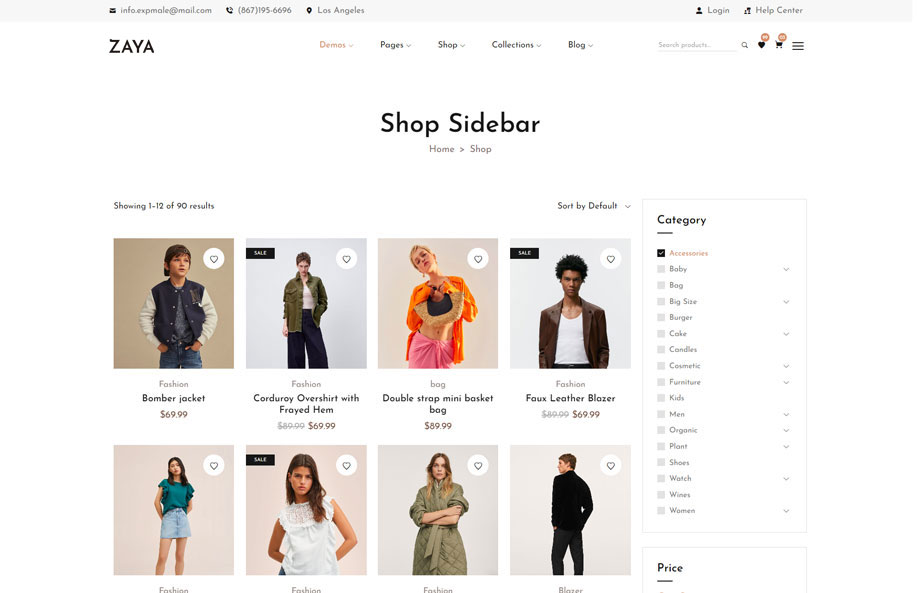 info.expmale@mail.com (867)195-6696 Los Angeles Login Help Center
ZAYA Demos Pages Shop Collections Blog Search products...
Shop Sidebar
Home > Shop
Showing 1–12 of 90 results Sort by Default
Category
Accessories
Baby
Bag
Big Size
Burger
Cake
Candles
Cosmetic
Furniture
Kids
Men
Organic
Plant
Shoes
Watch
Wines
Women
SALE SALE
Fashion Fashion bag Fashion
Bomber jacket Corduroy Overshirt with Double strap mini basket Faux Leather Blazer
Frayed Hem bag
$69.99 $89.99 $69.99 $89.99 $89.99 $69.99
SALE
Price
Fashion Fashion Fashion Blazer